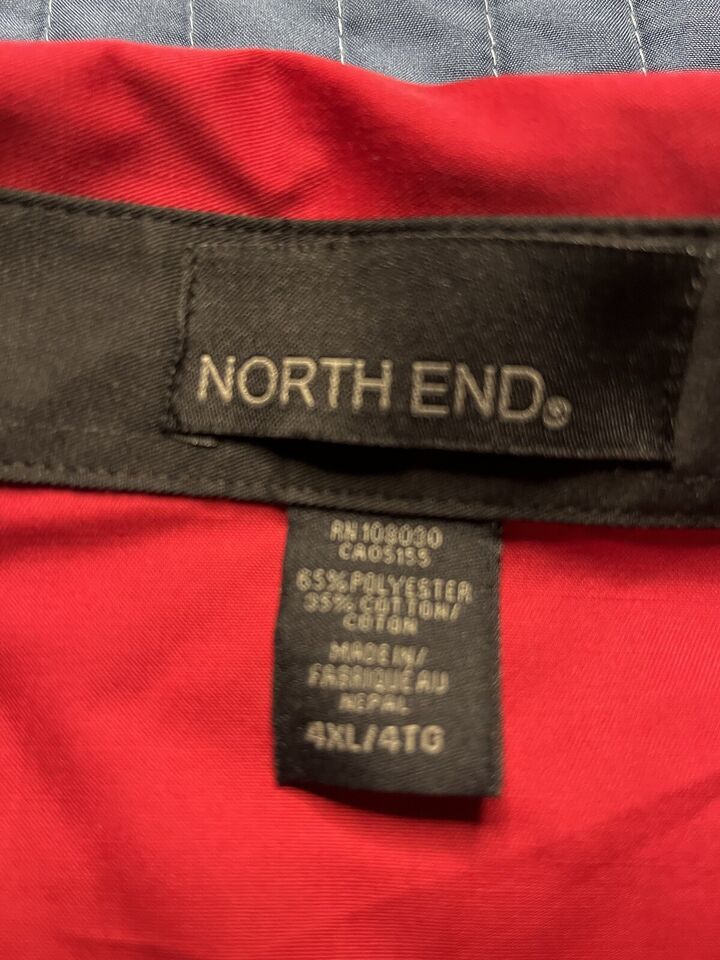 NORTH END®
RN 108030
CA05155
65% POLYESTER
35% COTTON/
COTON
MADE IN/
FABRIQUE AU
NEPAL
4XL/4TG